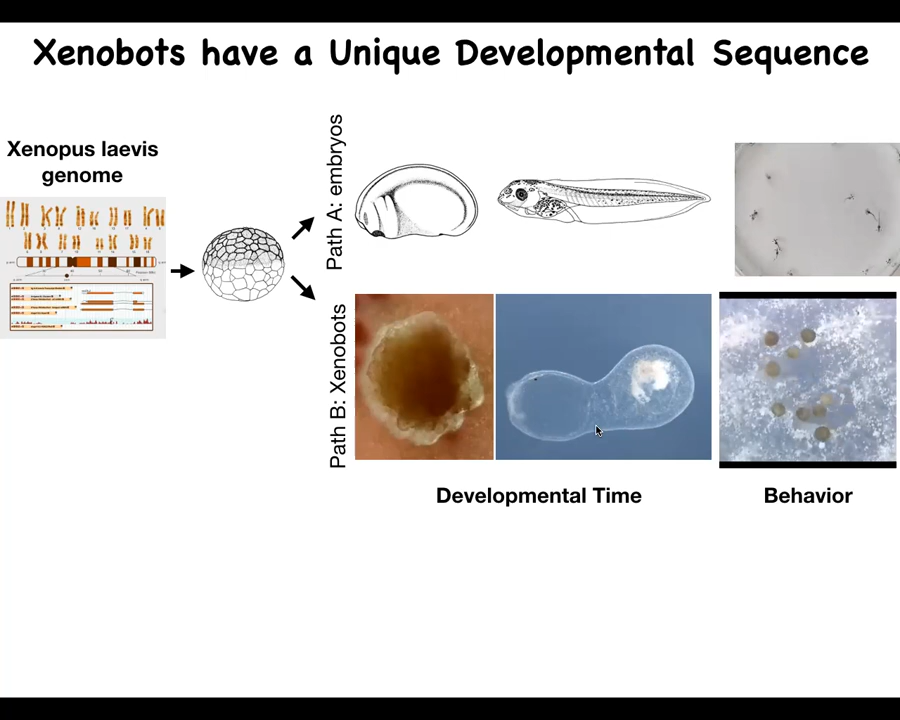 Xenobots have a Unique Developmental Sequence
Xenopus laevis
genome
Path A: embryos
Path B: Xenobots
Developmental Time
Behavior